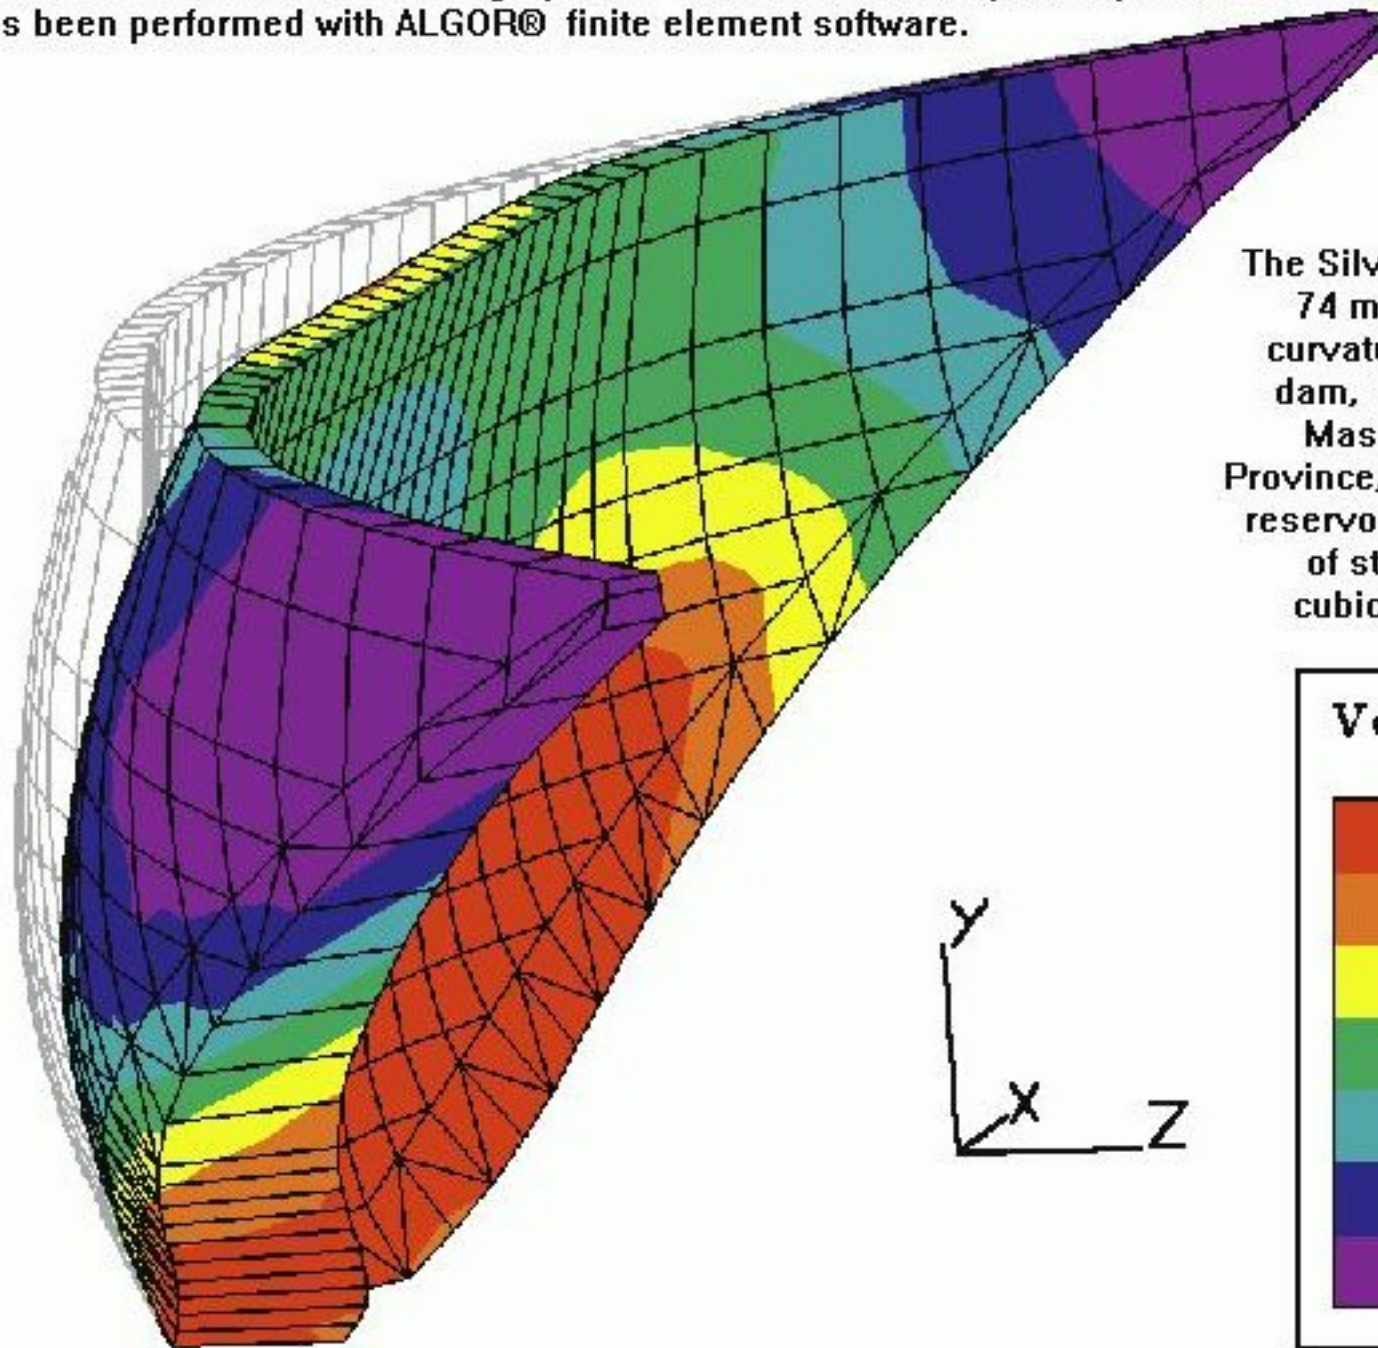 s been performed with ALGOR® finite element software.
The Silv
74 m
curvatu
dam,
Mas
Province,
reservo
of st
cubic
Y
X
Z